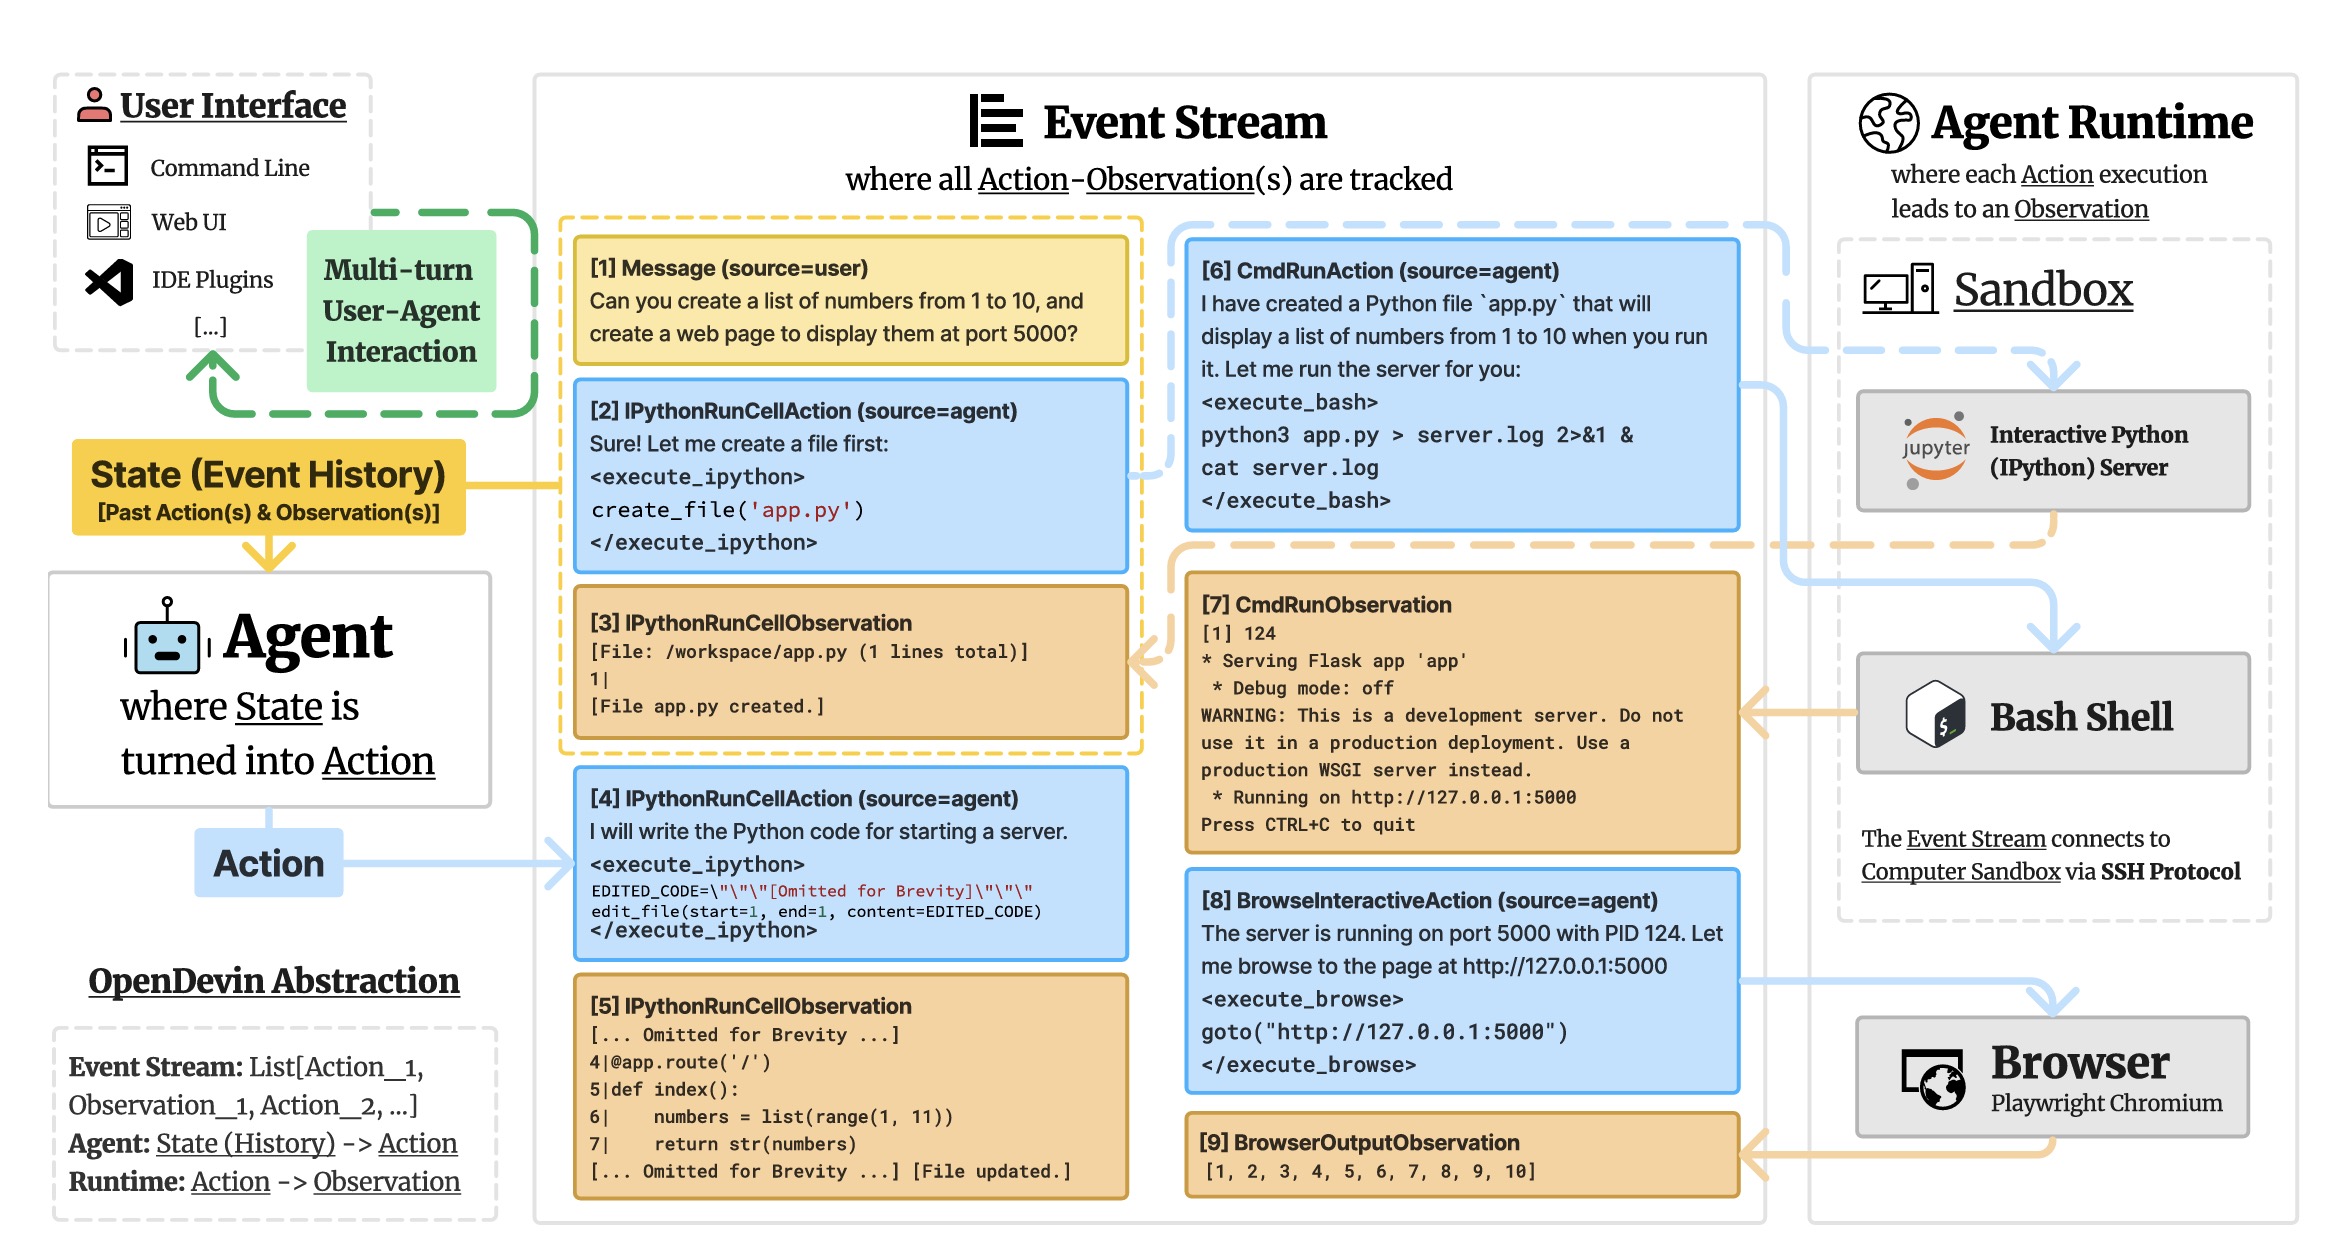 User Interface
Command Line
Web UI
IDE Plugins
[...]
Multi-turn
User-Agent
Interaction
State (Event History)
[Past Action(s) & Observation(s)]
Agent
where State is
turned into Action
Action
OpenDevin Abstraction
Event Stream: List[Action_1,
Observation_1, Action_2, ...]
Agent: State (History) -> Action
Runtime: Action -> Observation
Event Stream
where all Action-Observation(s) are tracked
[1] Message (source=user)
Can you create a list of numbers from 1 to 10, and
create a web page to display them at port 5000?
[2] IPythonRunCellAction (source=agent)
Sure! Let me create a file first:
<execute_ipython>
create_file('app.py')
</execute_ipython>
[3] IPythonRunCellObservation
[File: /workspace/app.py (1 lines total)]
1|
[File app.py created.]
[4] IPythonRunCellAction (source=agent)
I will write the Python code for starting a server.
<execute_ipython>
EDITED_CODE=\"\"\"[Omitted for Brevity]\"\"\"
edit_file(start=1, end=1, content=EDITED_CODE)
</execute_ipython>
[5] IPythonRunCellObservation
[... Omitted for Brevity ...]
4|@app.route('/')
5|def index():
6|    numbers = list(range(1, 11))
7|    return str(numbers)
[... Omitted for Brevity ...] [File updated.]
[6] CmdRunAction (source=agent)
I have created a Python file `app.py` that will
display a list of numbers from 1 to 10 when you run
it. Let me run the server for you:
<execute_bash>
python3 app.py > server.log 2>&1 &
cat server.log
</execute_bash>
[7] CmdRunObservation
[1] 124
* Serving Flask app 'app'
* Debug mode: off
WARNING: This is a development server. Do not
use it in a production deployment. Use a
production WSGI server instead.
* Running on http://127.0.0.1:5000
Press CTRL+C to quit
[8] BrowseInteractiveAction (source=agent)
The server is running on port 5000 with PID 124. Let
me browse to the page at http://127.0.0.1:5000
<execute_browse>
goto("http://127.0.0.1:5000")
</execute_browse>
[9] BrowserOutputObservation
[1, 2, 3, 4, 5, 6, 7, 8, 9, 10]
Agent Runtime
where each Action execution
leads to an Observation
Sandbox
jupyter
Interactive Python
(IPython) Server
Bash Shell
The Event Stream connects to
Computer Sandbox via SSH Protocol
Browser
Playwright Chromium